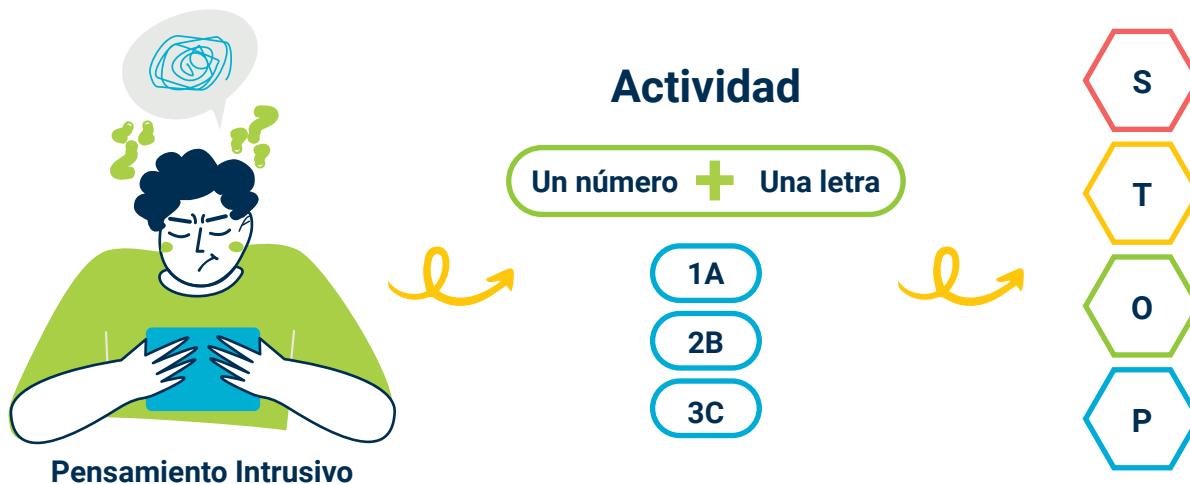 Actividad
Un número + Una letra
1A
2B
3C
Pensamiento Intrusivo
S
T
O
P